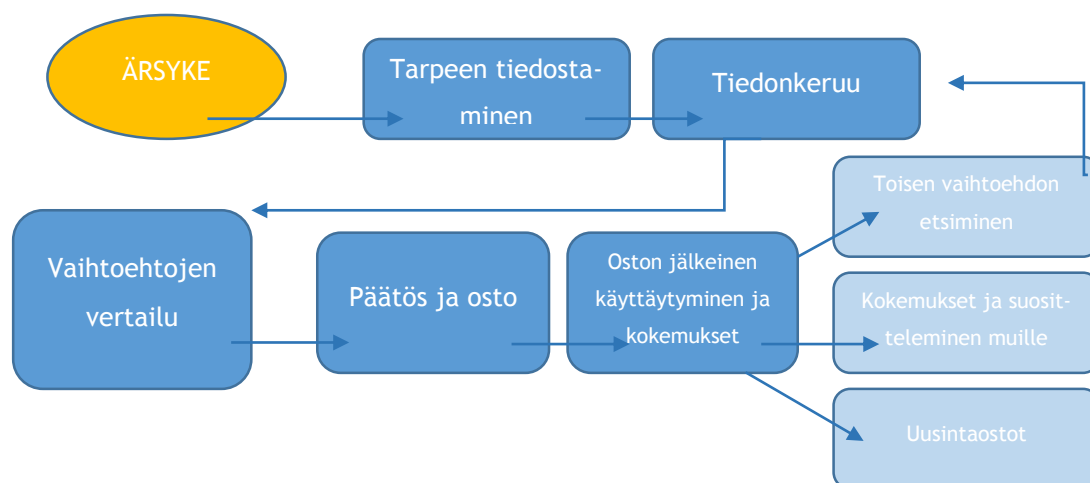 ÄRSYKE
Tarpeen tiedosta-
minen
Tiedonkeruu
Vaihtoehtojen
vertailu
Päätös ja osto
Oston jälkeinen
käyttäytyminen ja
kokemukset
Toisen vaihtoehdon
etsiminen
Kokemukset ja suosit-
teleminen muille
Uusintaostot